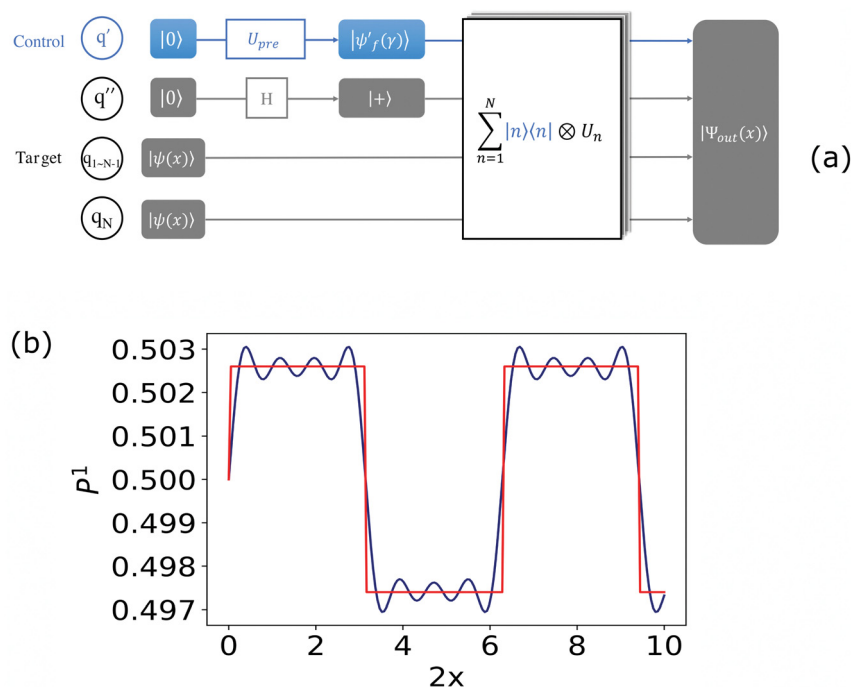 Control q' |0⟩ U_pre |ψ'_f(γ)⟩
q'' |0⟩ H |+⟩
N
∑ |n⟩⟨n| ⊗ U_n
n=1
|Ψ_out(x)⟩
Target q_1~N-1 |ψ(x)⟩
(a)
q_N |ψ(x)⟩
(b)
0.503
0.502
0.501
0.500
0.499
0.498
0.497
P^1
0 2 4 6 8 10
2x